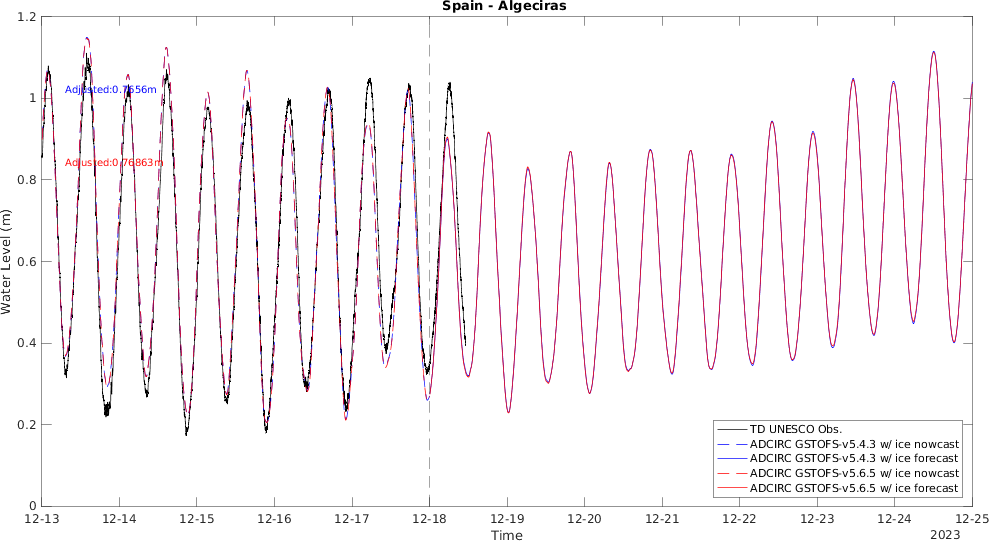 Spain - Algeciras
1.2
1
0.8
0.6
0.4
0.2
0
Water Level (m)
Adjusted:0.7656m
Adjusted:0.76863m
TD UNESCO Obs.
ADCIRC GSTOFS-v5.4.3 w/ ice nowcast
ADCIRC GSTOFS-v5.4.3 w/ ice forecast
ADCIRC GSTOFS-v5.6.5 w/ ice nowcast
ADCIRC GSTOFS-v5.6.5 w/ ice forecast
12-13 12-14 12-15 12-16 12-17 12-18 12-19 12-20 12-21 12-22 12-23 12-24 12-25
Time
2023